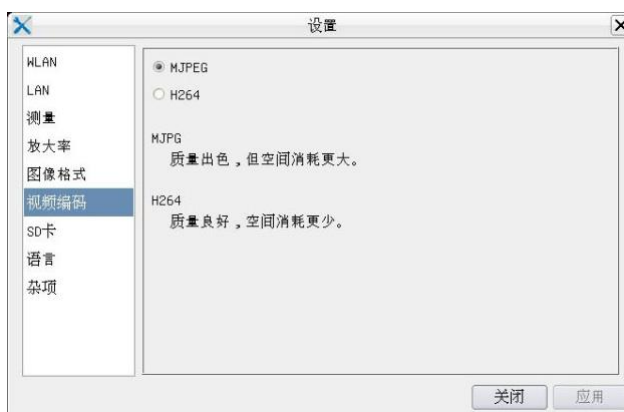 设置
WLAN
LAN
测量
放大率
图像格式
视频编码
SD卡
语言
杂项
MJPEG
H264
MJPG
质量出色，但空间消耗更大。
H264
质量良好，空间消耗更少。
关闭
应用